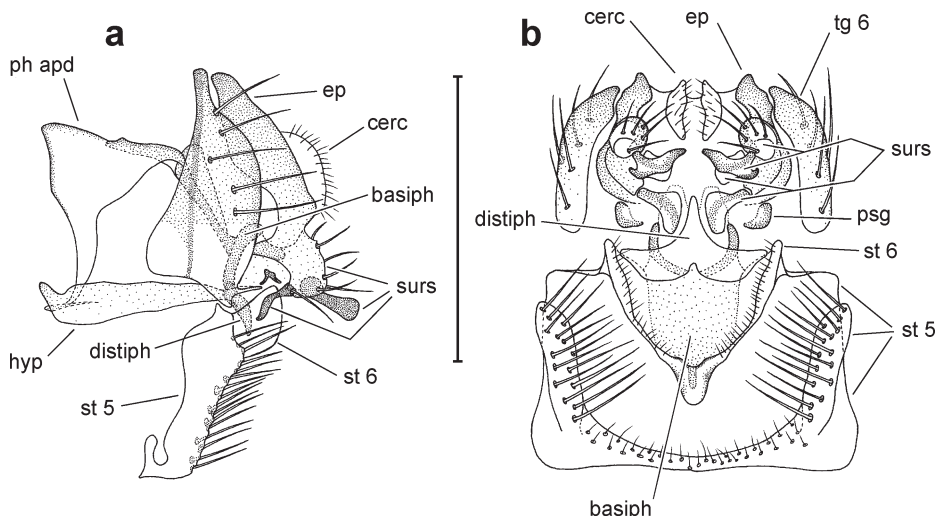 a
ph apd
ep
cerc
basiph
surs
distiph
hyp
st 6
st 5
b
cerc
ep
tg 6
surs
distiph
psg
st 6
st 5
basiph